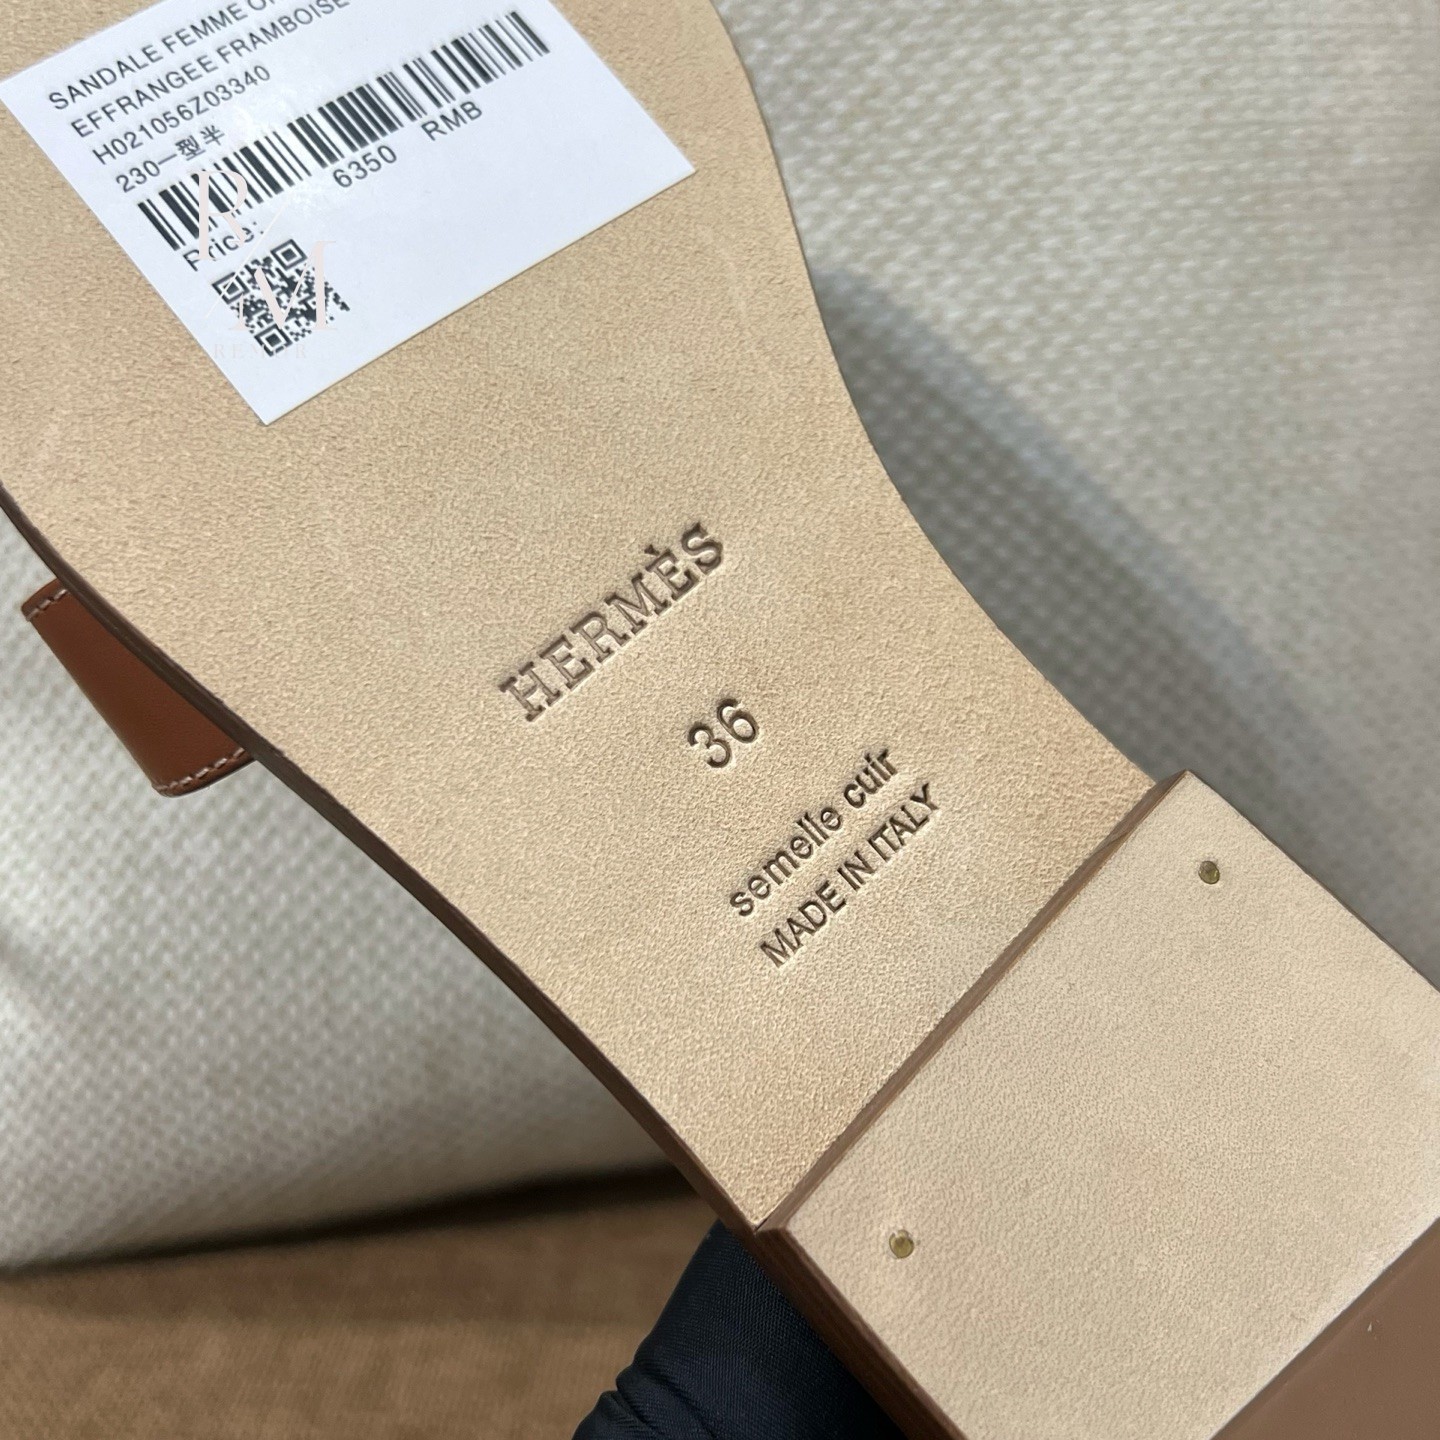 SANDALE FEMME
EFFRANGEE FRAMBOISE
H021056Z03340
230一型半
6350 RMB
Price:
R
M
REMOR
HERMÈS
36
semelle cuir
MADE IN ITALY